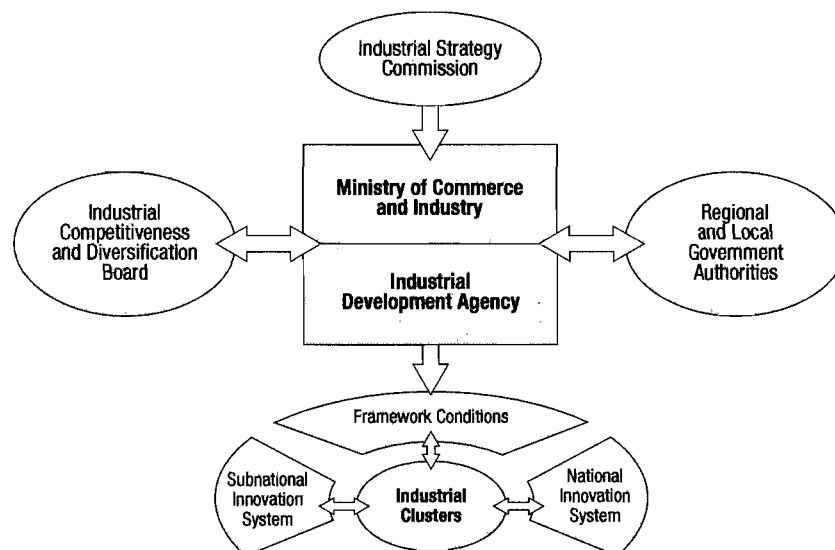 Industrial Strategy
Commission
Ministry of Commerce
and Industry
Industrial
Competitiveness
and Diversification
Board
Regional
and Local
Government
Authorities
Industrial
Development Agency
Framework Conditions
Subnational
Innovation
System
Industrial
Clusters
National
Innovation
System